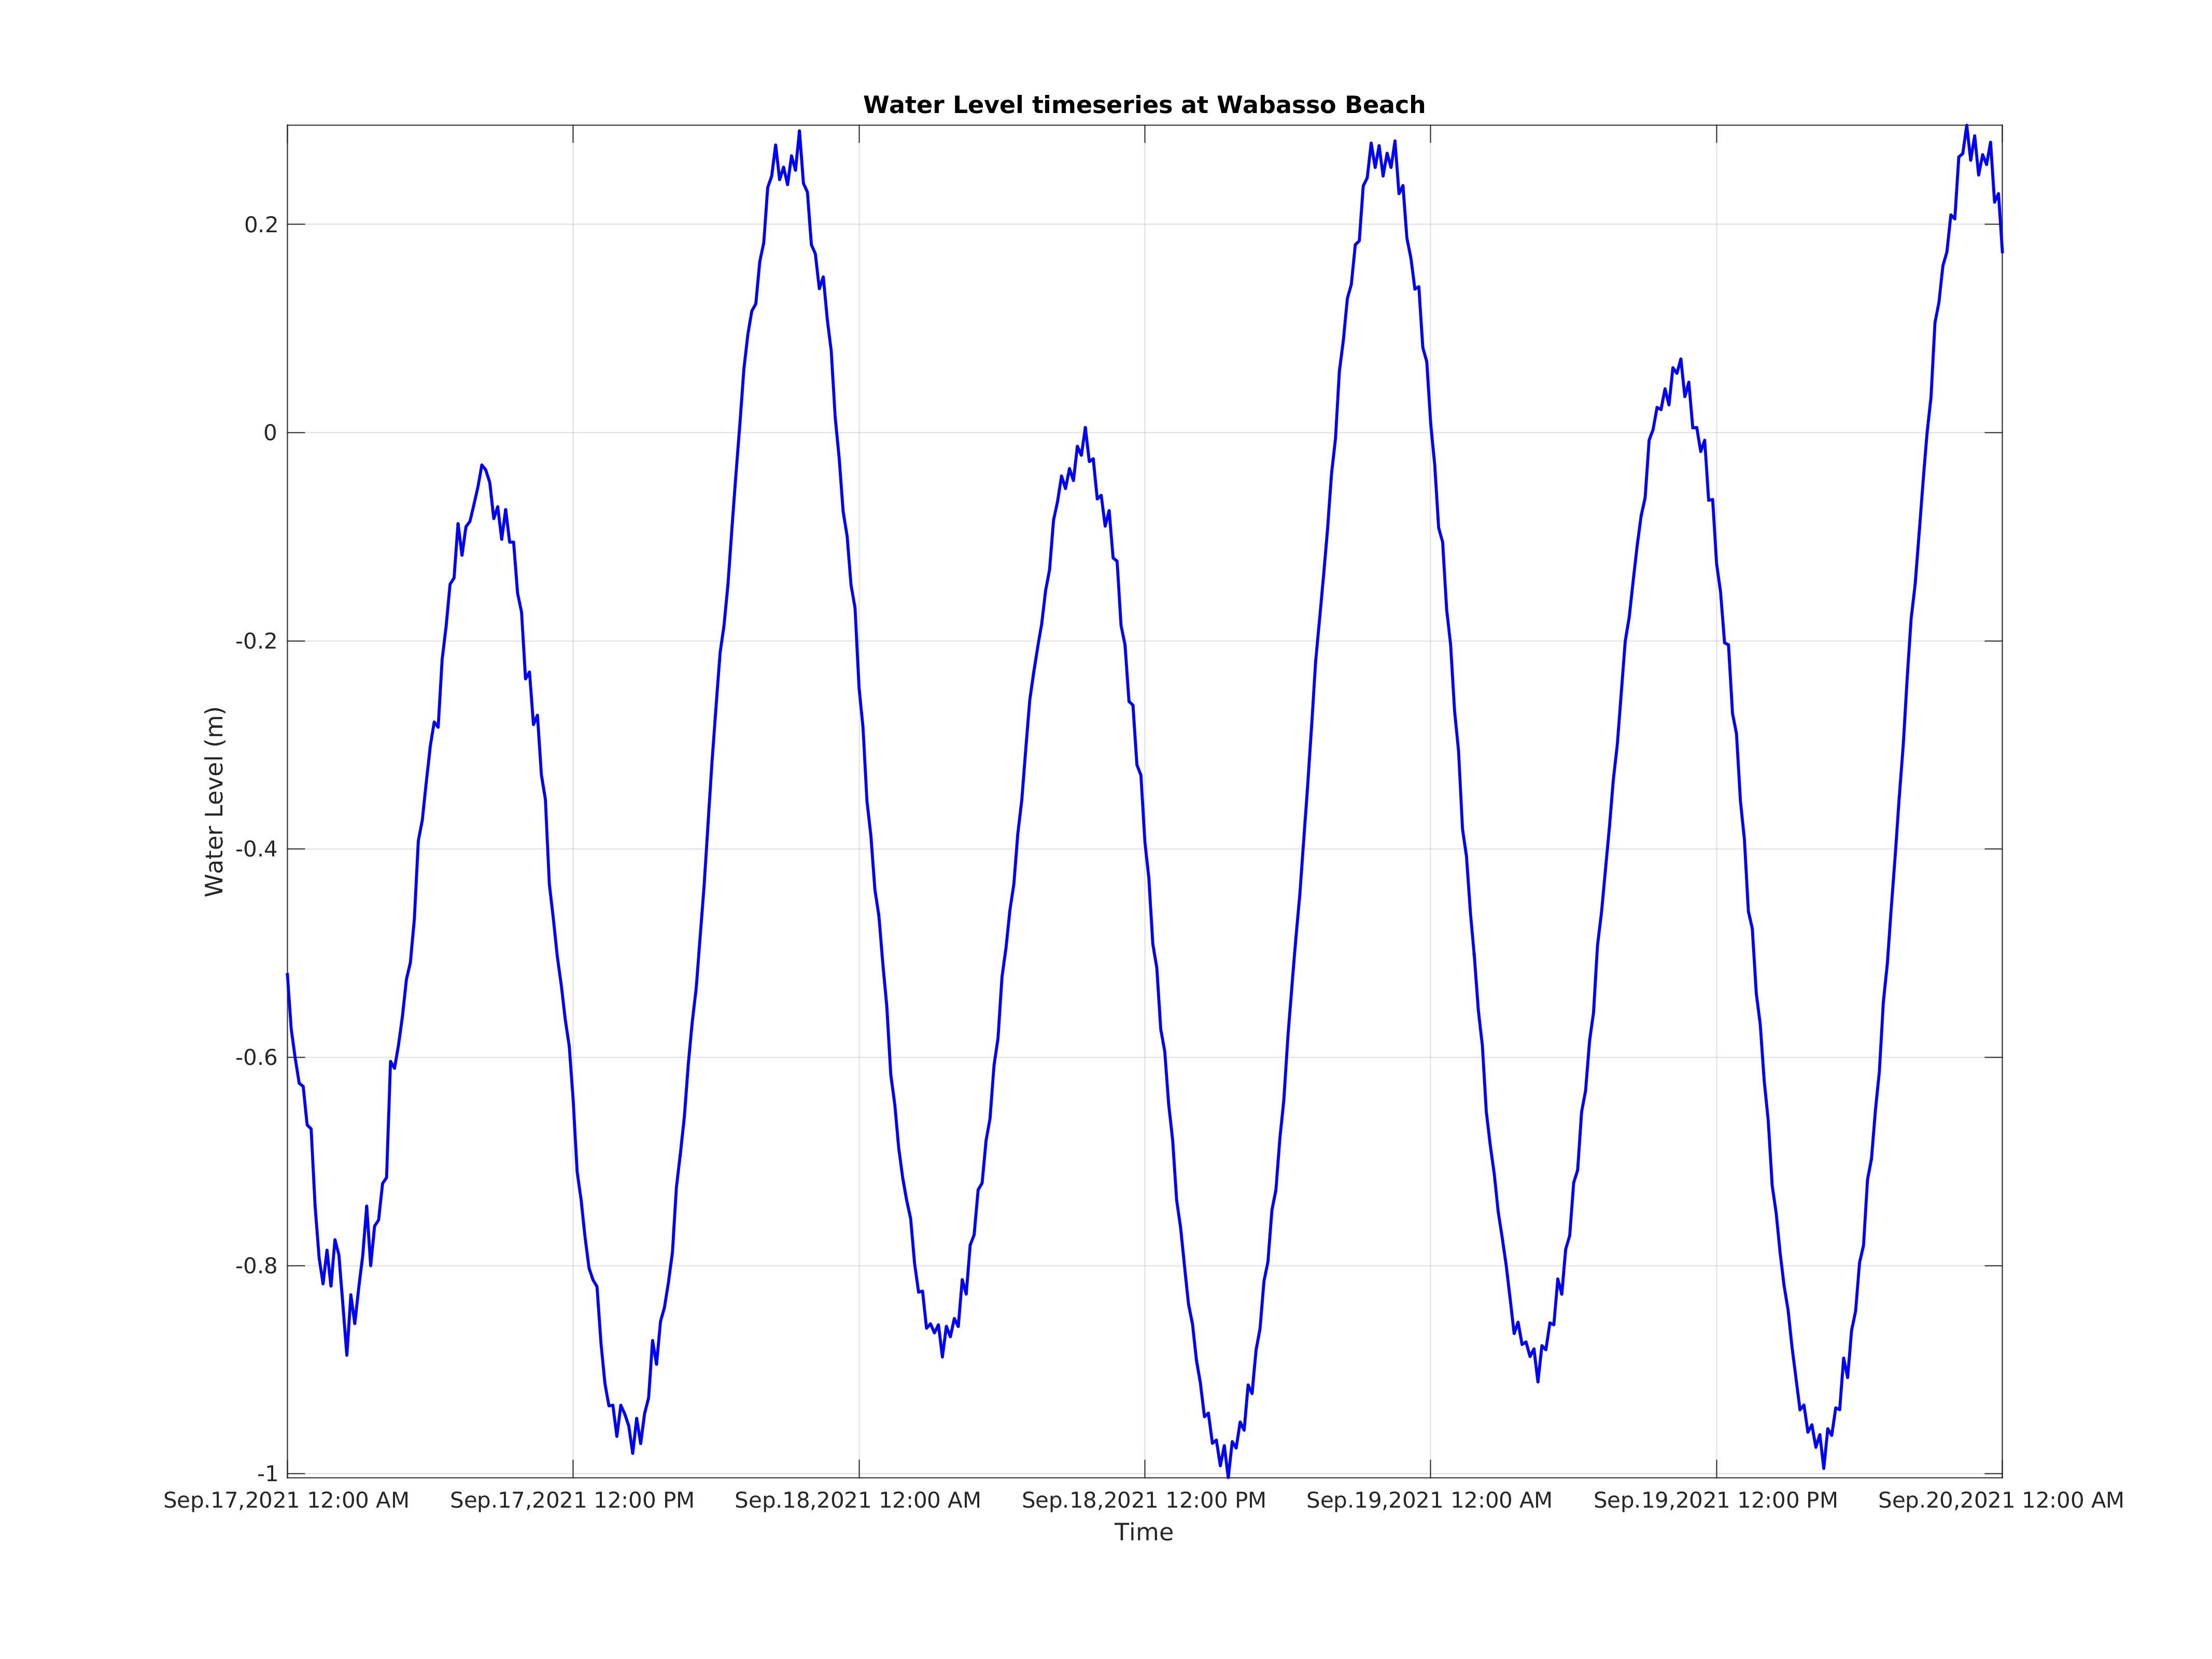 Water Level timeseries at Wabasso Beach
0.2
0
-0.2
-0.4
-0.6
-0.8
-1
Water Level (m)
Sep.17,2021 12:00 AM
Sep.17,2021 12:00 PM
Sep.18,2021 12:00 AM
Sep.18,2021 12:00 PM
Sep.19,2021 12:00 AM
Sep.19,2021 12:00 PM
Sep.20,2021 12:00 AM
Time